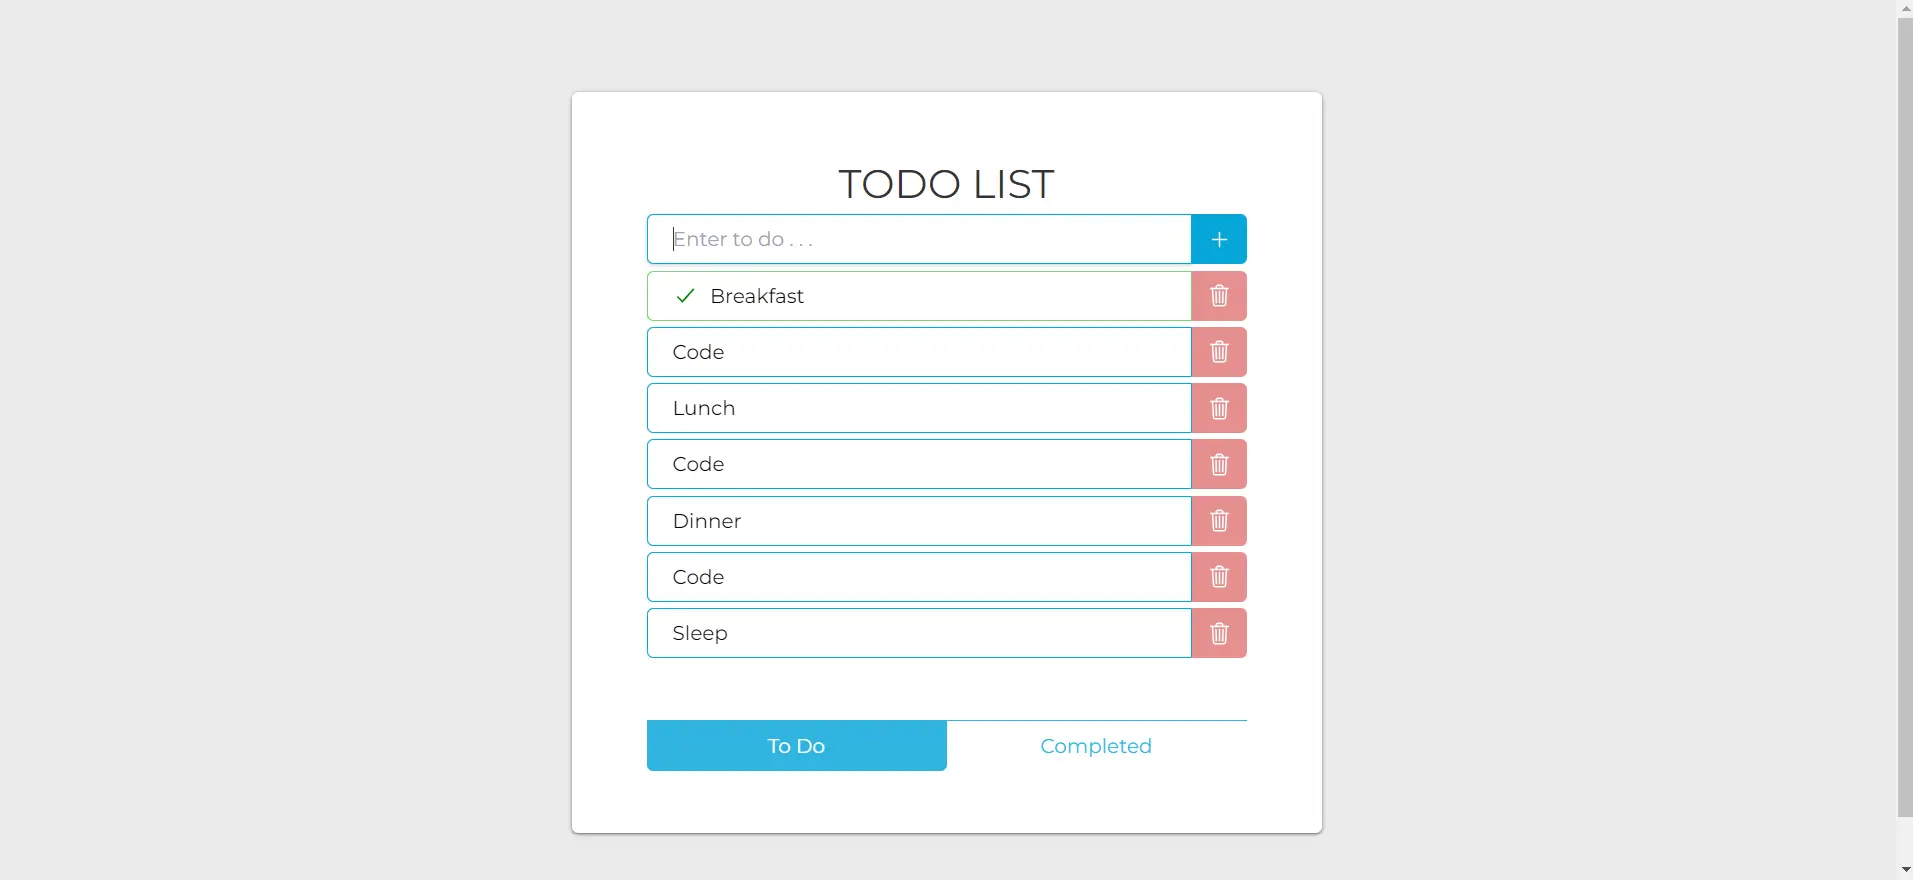 TODO LIST
Enter to do . . .
Breakfast
Code
Lunch
Code
Dinner
Code
Sleep
To Do
Completed